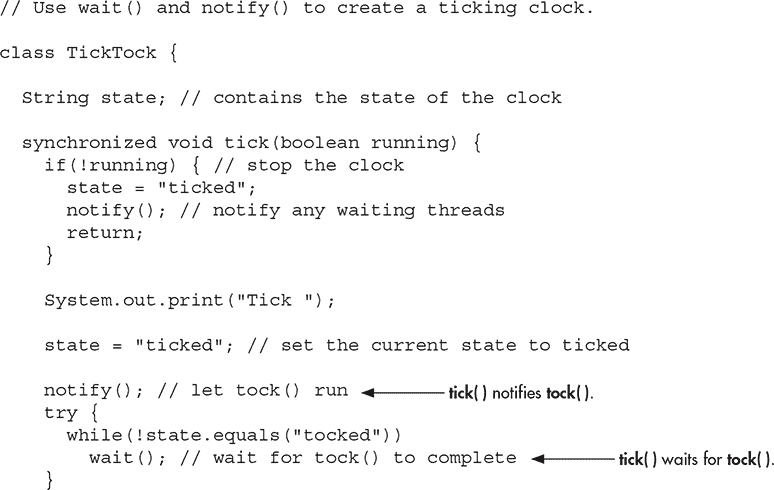 // Use wait() and notify() to create a ticking clock.
class TickTock {
String state; // contains the state of the clock
synchronized void tick(boolean running) {
if(!running) { // stop the clock
state = "ticked";
notify(); // notify any waiting threads
return;
}
System.out.print("Tick ");
state = "ticked"; // set the current state to ticked
notify(); // let tock() run tick( ) notifies tock( ).
try {
while(!state.equals("tocked"))
wait(); // wait for tock() to complete tick( ) waits for tock( ).
}